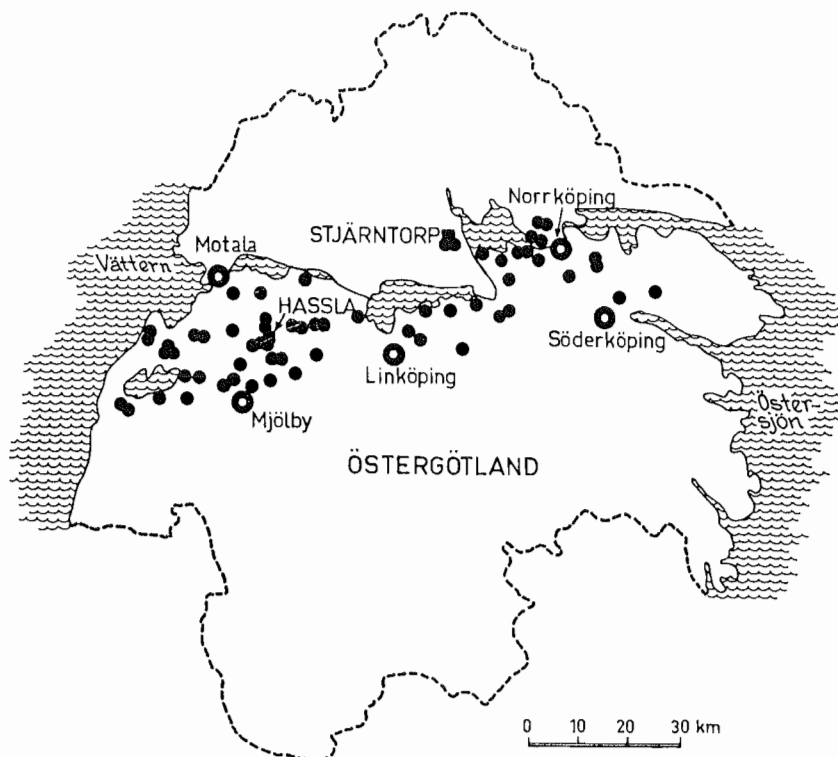 Norrköping
STJÄRNTORP
Motala
Vättern
HASSLA
Söderköping
Linköping
Öster-
sjön
Mjölby
ÖSTERGÖTLAND
0 10 20 30 km